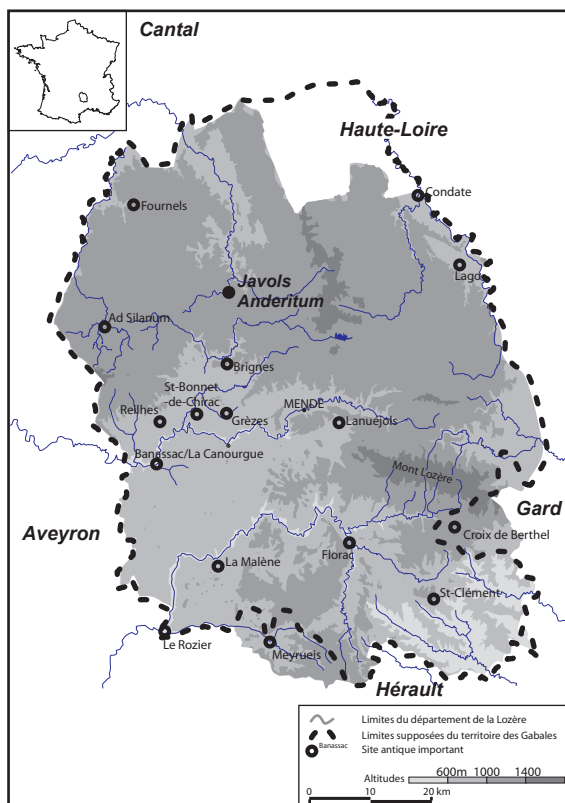 Cantal
Haute-Loire
Condate
Fournels
Lagd
Javols
Anderitum
Ad Silanum
Brignes
St-Bonnet
-de-Chirac
MENDE
Reilhes
Grèzes
Lanuéjols
Banassac/La Canourgue
Mont Lozère
Gard
Aveyron
Croix de Berthel
Florac
La Malène
St-Clément
Le Rozier
Meyrueis
Hérault
Limites du département de la Lozère
Limites supposées du territoire des Gabales
Banassac
Site antique important
Altitudes 600m 1000 1400
0 10 20 km